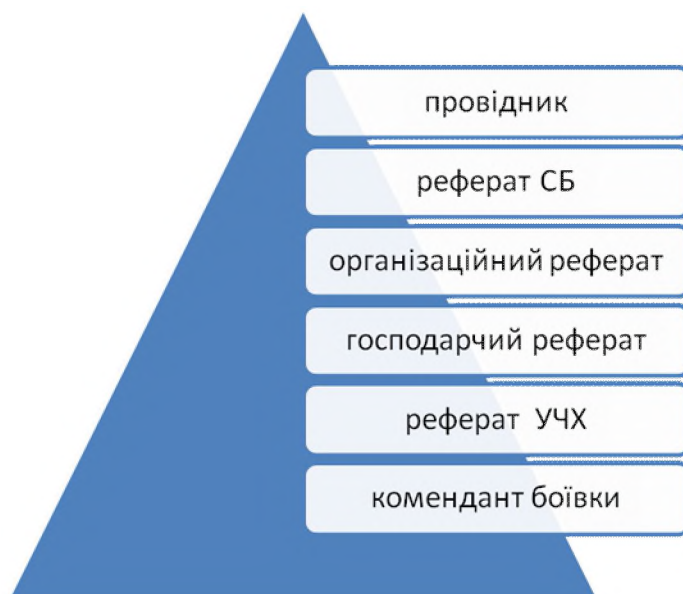 провідник
реферат СБ
організаційний реферат
господарчий реферат
реферат УЧХ
комендант боївки